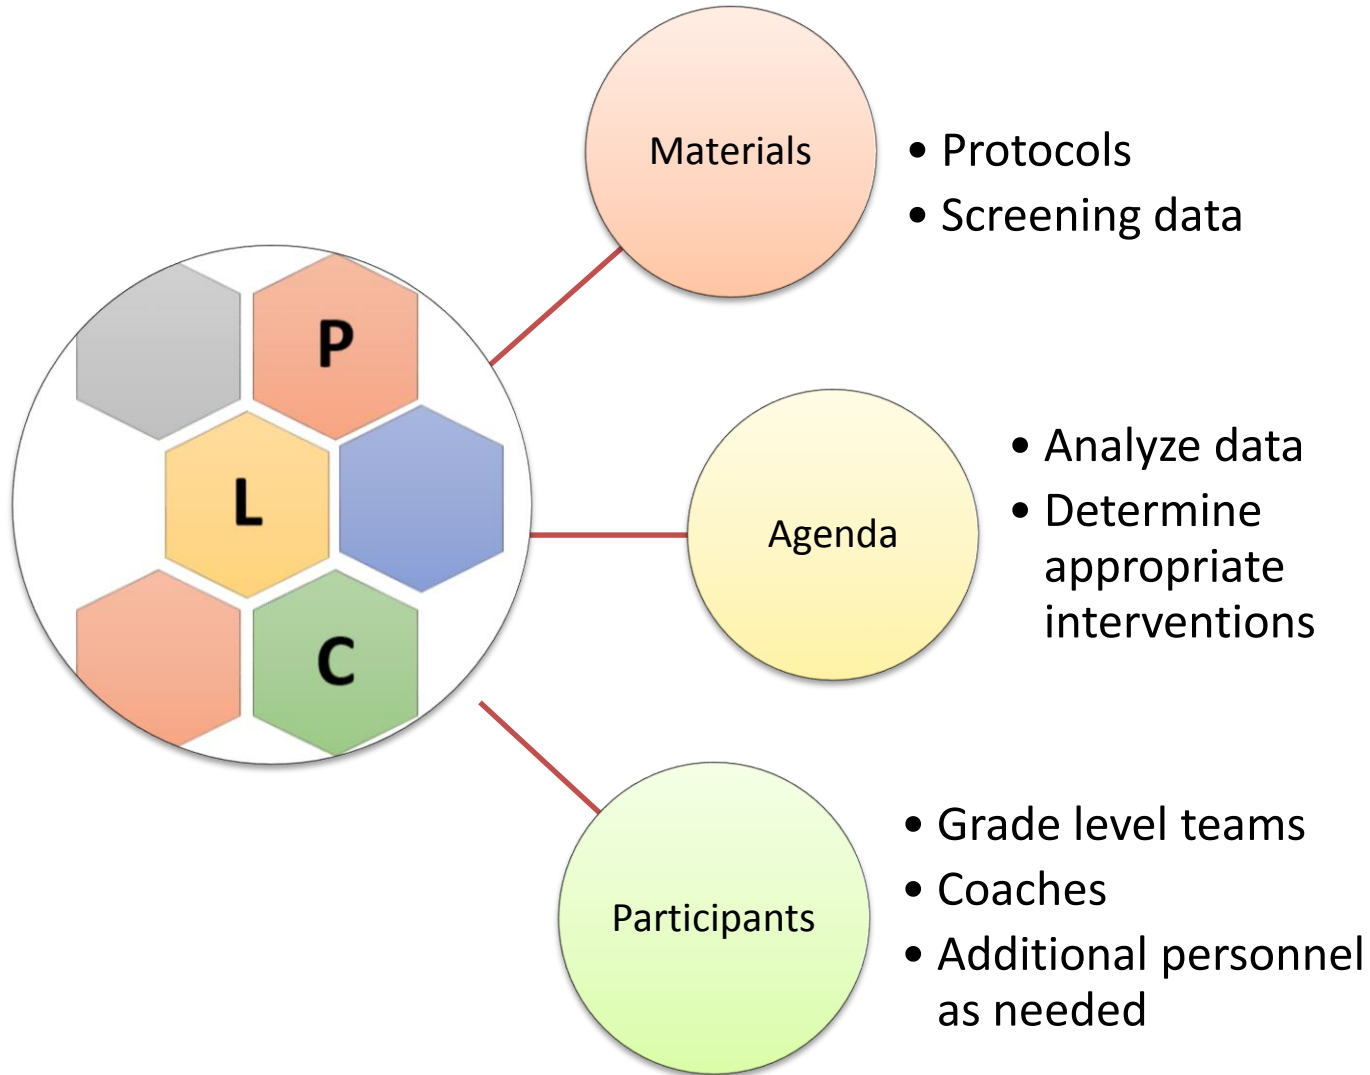 P
L
C
Materials
• Protocols
• Screening data
Agenda
• Analyze data
• Determine
appropriate
interventions
Participants
• Grade level teams
• Coaches
• Additional personnel
as needed